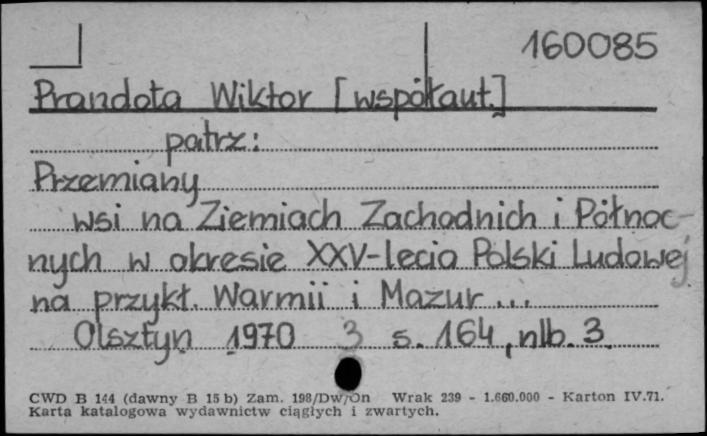 160085
Prandota Wiktor [współaut.]
patrz:
Przemiany
wsi na Ziemiach Zachodnich i Północ-
nych w okresie XXV-lecia Polski Ludowej
na przykł. Warmii i Mazur...
Olsztyn 1970 3 s. 164, nlb. 3.
CWD B 144 (dawny B 15 b) Zam. 198/Dw/On Wrak 239 - 1.660.000 - Karton IV.71.
Karta katalogowa wydawnictw ciągłych i zwartych.